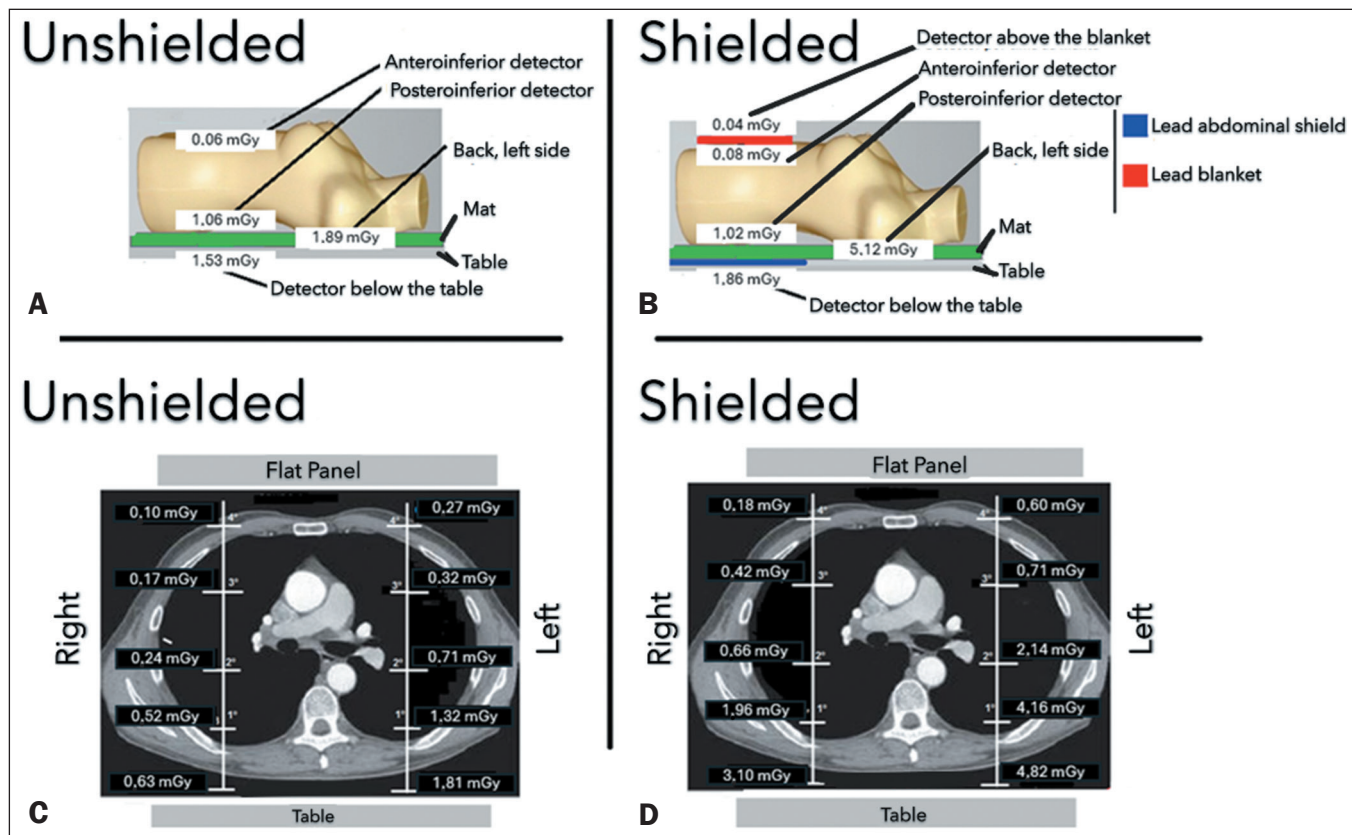 Unshielded
Anteroinferior detector
Posteroinferior detector
0.06 mGy
Back, left side
1.06 mGy
Mat
1.89 mGy
1.53 mGy
Table
Detector below the table
A
Shielded
Detector above the blanket
Anteroinferior detector
Posteroinferior detector
0.04 mGy
Lead abdominal shield
0.08 mGy
Back, left side
Lead blanket
1.02 mGy
Mat
5.12 mGy
Table
1.86 mGy
Detector below the table
B
Unshielded
Flat Panel
0.10 mGy
4°
4°
0.27 mGy
0.17 mGy
3°
3°
0.32 mGy
Right
Left
0.24 mGy
2°
2°
0.71 mGy
0.52 mGy
1°
1°
1.32 mGy
0.63 mGy
1.81 mGy
Table
C
Shielded
Flat Panel
0.18 mGy
4°
4°
0.60 mGy
0.42 mGy
3°
3°
0.71 mGy
Right
Left
0.66 mGy
2°
2°
2.14 mGy
1.96 mGy
1°
1°
4.16 mGy
3.10 mGy
4.82 mGy
Table
D